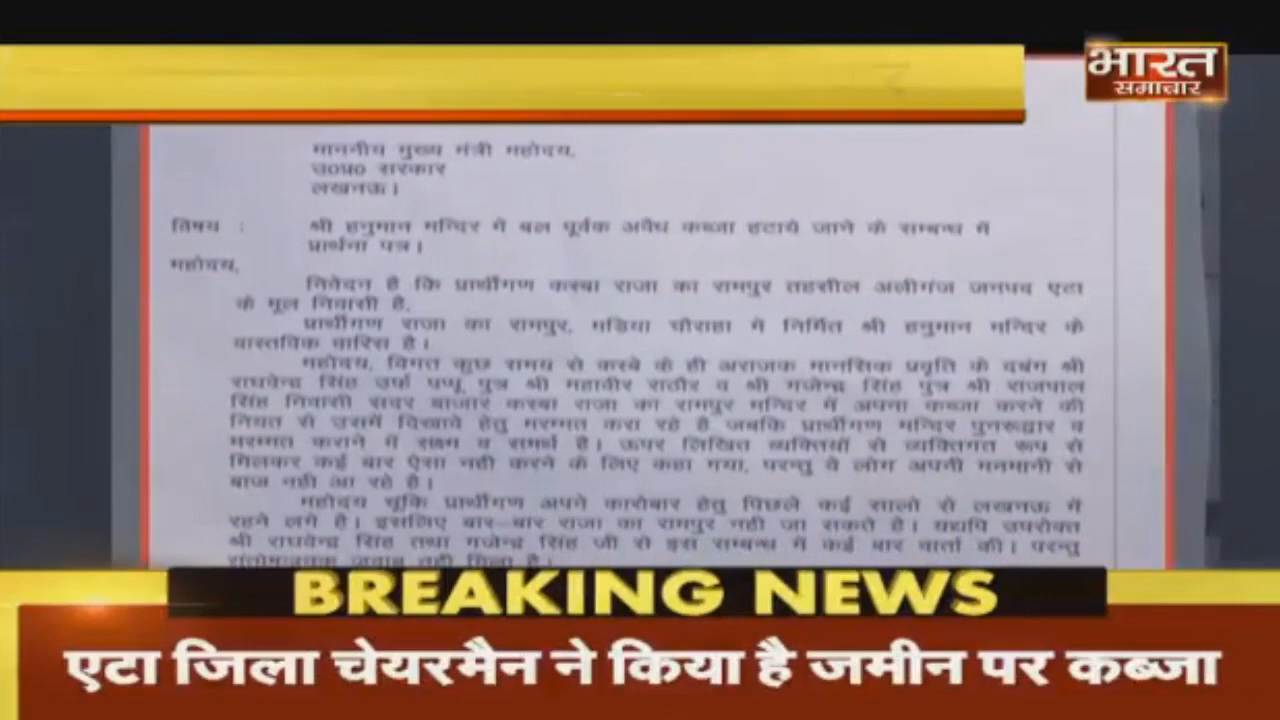 भारत
समाचार
माननीय मुख्य मंत्री महोदय,
उ०प्र० सरकार
लखनऊ।
विषय : श्री हनुमान मन्दिर में बल पूर्वक अवैध कब्जा हटाये जाने के सम्बन्ध में
प्रार्थना पत्र।
महोदय,
निवेदन है कि प्रार्थीगण कस्बा राजा का रामपुर तहसील अलीगंज जनपद एटा
के मूल निवासी है,
प्रार्थीगण राजा का रामपुर, मडिया चौराहा में निर्मित श्री हनुमान मन्दिर के
वास्तविक वारिस है।
महोदय, विगत कुछ समय से कस्बे के ही अराजक मानसिक प्रवृति के दबंग श्री
राघवेन्द्र सिंह उर्फ पप्पू पुत्र श्री महावीर राठौर व श्री गजेन्द्र सिंह पुत्र श्री राजपाल
सिंह निवासी सदर बाजार कस्बा राजा का रामपुर मन्दिर में अपना कब्जा करने की
नियत से उसमें दिखावे हेतु मरम्मत करा रहे है जबकि प्रार्थीगण मन्दिर पुनरूद्वार व
मरम्मत कराने में सक्षम व समर्थ है। ऊपर लिखित व्यक्तियों से व्यक्तिगत रूप से
मिलकर कई बार ऐसा नही करने के लिए कहा गया, परन्तु वे लोग अपनी मनमानी से
बाज नही आ रहे है।
महोदय चूंकि प्रार्थीगण अपने कारोबार हेतु पिछले कई सालो से लखनऊ में
रहने लगे है। इसलिए बार–बार राजा का रामपुर नही जा सकते है। यद्यपि उपरोक्त
श्री राघवेन्द्र सिंह तथा गजेन्द्र सिंह जी से इस सम्बन्ध में कई बार वार्ता की। परन्तु
संतोषजनक जवाब नही मिला है।
BREAKING NEWS
एटा जिला चेयरमैन ने किया है जमीन पर कब्जा